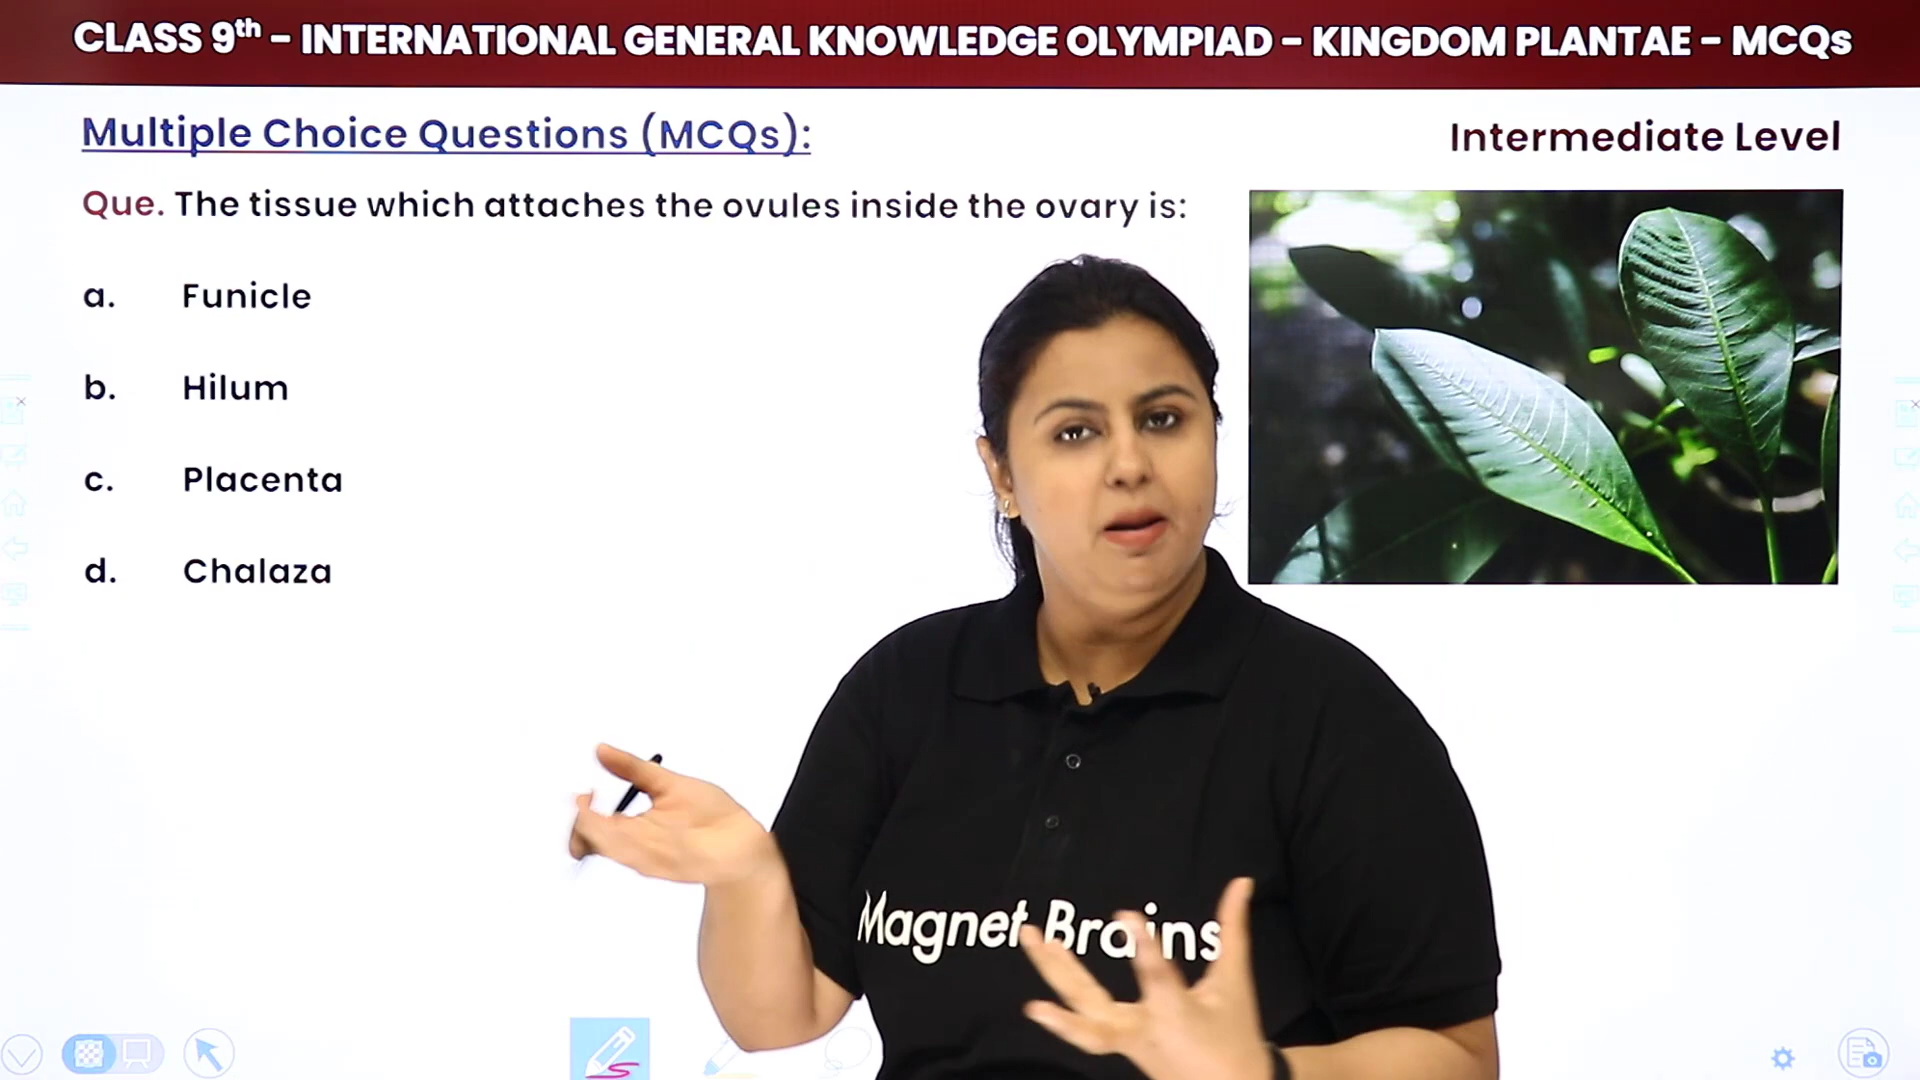 CLASS 9th – INTERNATIONAL GENERAL KNOWLEDGE OLYMPIAD – KINGDOM PLANTAE – MCQs
Multiple Choice Questions (MCQs):
Intermediate Level
Que. The tissue which attaches the ovules inside the ovary is:
a. Funicle
b. Hilum
c. Placenta
d. Chalaza
Magnet Brains